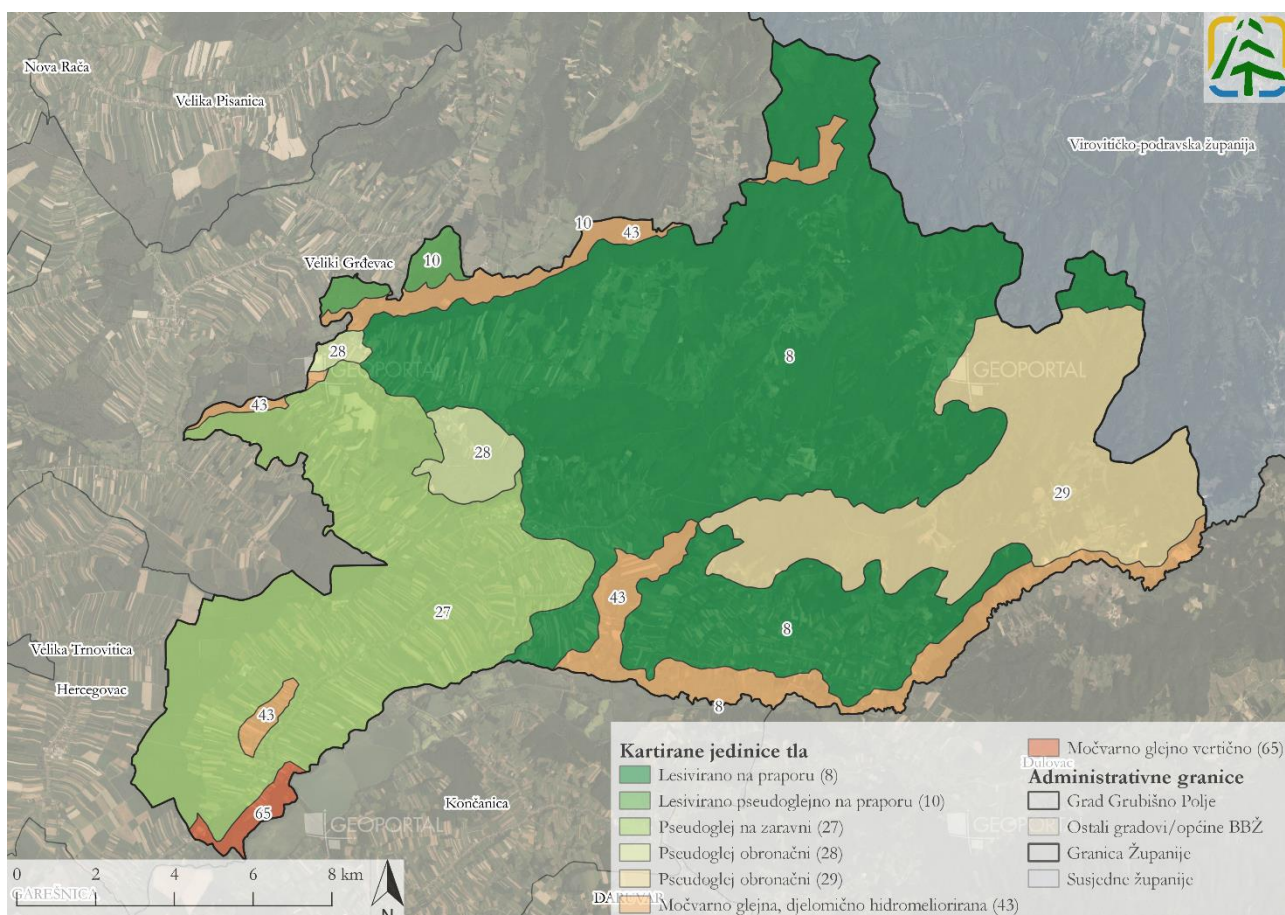 Nova Rača
Velika Pisanica
Virovitičko-podravska županija
10
43
Veliki Grđevac
10
28
GEOPORTAL
8
GEOPORTAL
43
28
29
27
43
8
Velika Trnovitica
Hercegovac
43
8
65
GEOPORTAL
Končanica
GEOPORTAL
Dulovac
GAREŠNICA
DARUVAR
0 2 4 6 8 km
N
Kartirane jedinice tla
Lesivirano na praporu (8)
Lesivirano pseudoglejno na praporu (10)
Pseudoglej na zaravni (27)
Pseudoglej obronačni (28)
Pseudoglej obronačni (29)
Močvarno glejna, djelomično hidromeliorirana (43)
Močvarno glejno vertično (65)
Administrativne granice
Grad Grubišno Polje
Ostali gradovi/općine BBŽ
Granica Županije
Susjedne županije